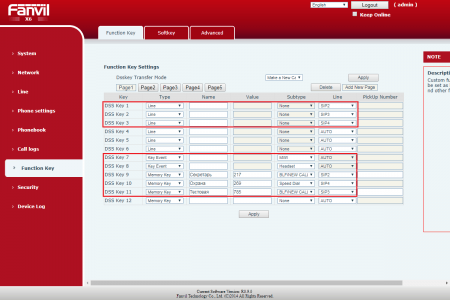 Fanvil
X6
English
Logout
( admin )
Keep Online
Function Key
Softkey
Advanced
System
Network
Line
Phone settings
Phonebook
Call logs
Function Key
Security
Device Log
Function Key Settings
Dsskey Transfer Mode
Make a New Ca
Apply
Page1 Page2 Page3 Page4 Page5
Delete
Add New Page
Key Type Name Value Subtype Line PickUp Number
DSS Key 1 Line None SIP2
DSS Key 2 Line None SIP3
DSS Key 3 Line None SIP4
DSS Key 4 Line None AUTO
DSS Key 5 Line None AUTO
DSS Key 6 Line None AUTO
DSS Key 7 Key Event MWI AUTO
DSS Key 8 Key Event Headset AUTO
DSS Key 9 Memory Key Секретарь 217 BLF/NEW CALL SIP2
DSS Key 10 Memory Key Охрана 269 Speed Dial SIP4
DSS Key 11 Memory Key Тестовая 785 BLF/NEW CALL SIP3
DSS Key 12 Memory Key None AUTO
Apply
NOTE
Descripti
Custom fu
be set as
nd other f
Current Software Version:
Fanvil Technology Co., Ltd. (C)2014 All Rights Reserved.